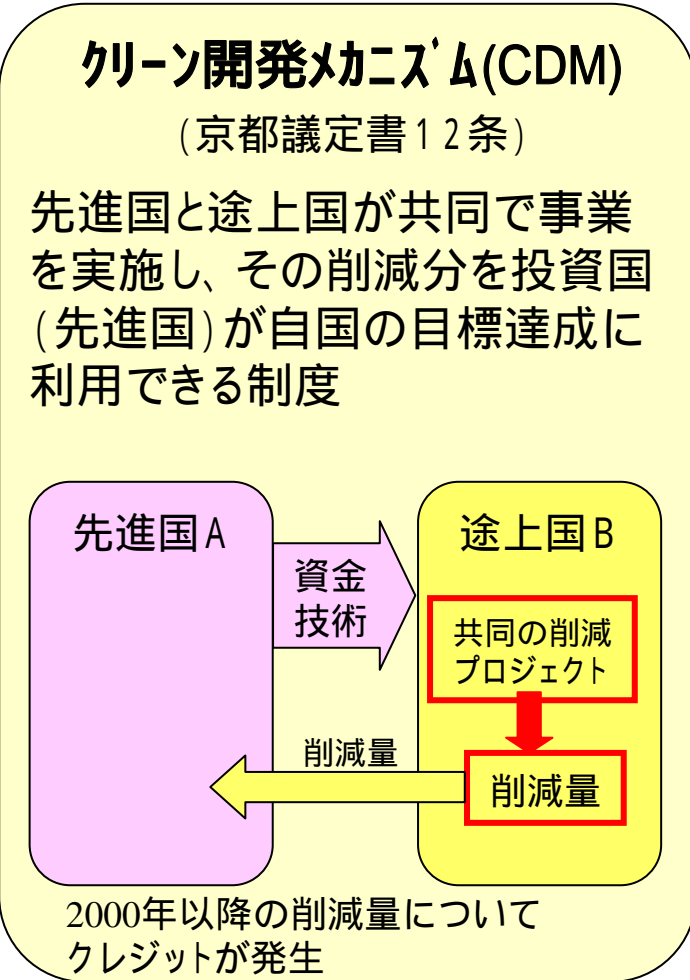 クリーン開発メカニズム(CDM)
(京都議定書12条)
先進国と途上国が共同で事業
を実施し、その削減分を投資国
(先進国)が自国の目標達成に
利用できる制度
先進国A
途上国B
資金
技術
共同の削減
プロジェクト
削減量
削減量
2000年以降の削減量について
クレジットが発生